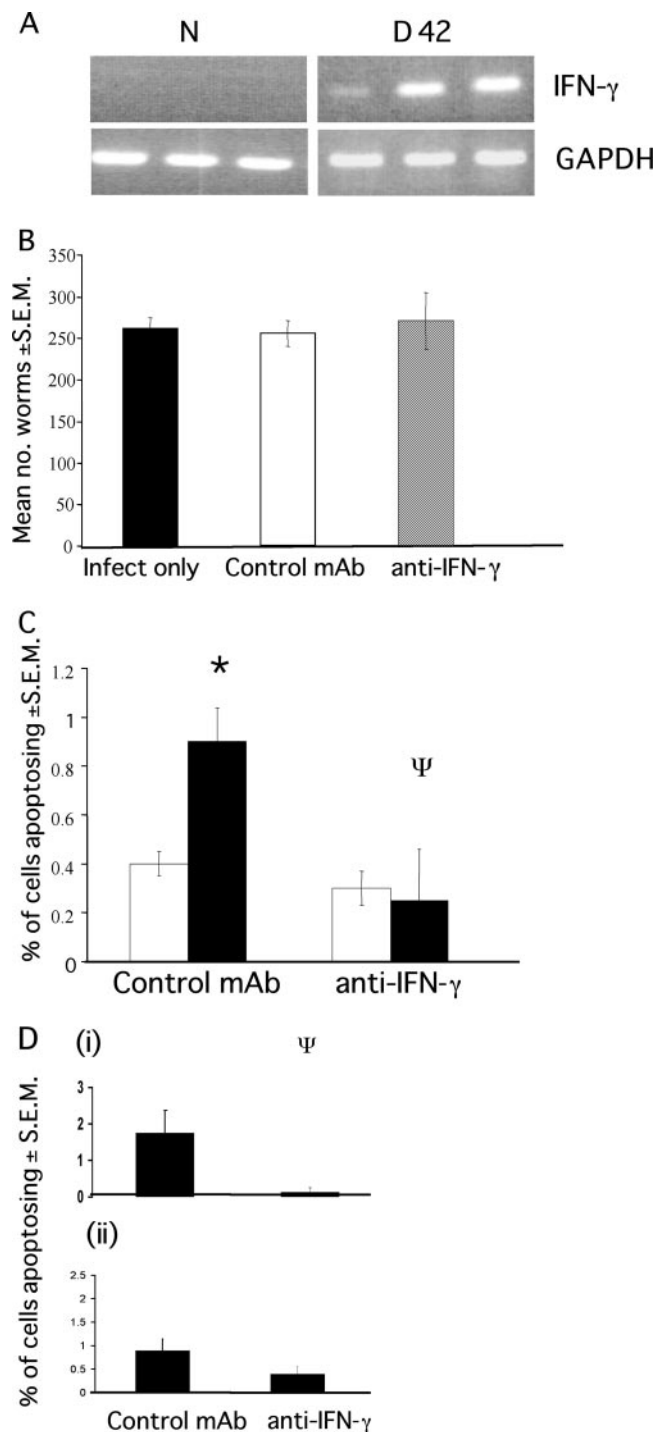 A
N D 42
IFN-γ
GAPDH
B
Mean no. worms ±S.E.M.
350
300
250
200
150
100
50
0
Infect only Control mAb anti-IFN-γ
C
% of cells apoptosing ±S.E.M.
1.2
1
0.8
0.6
0.4
0.2
0
*
Ψ
Control mAb anti-IFN-γ
D
% of cells apoptosing ± S.E.M.
(i)
Ψ
3
2
1
0
(ii)
2.5
2
1.5
1
0.5
0
Control mAb anti-IFN-γ